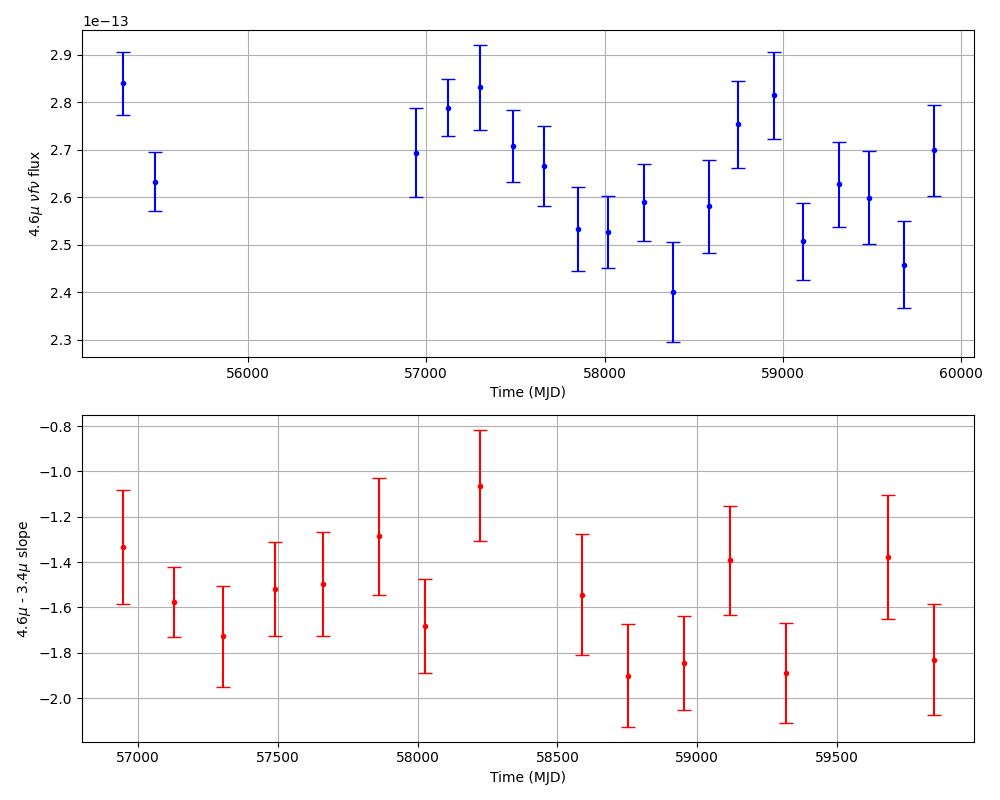 1e−13
2.9
2.8
2.7
2.6
2.5
2.4
2.3
4.6μ νfν flux
56000 57000 58000 59000 60000
Time (MJD)
−0.8
−1.0
−1.2
−1.4
−1.6
−1.8
−2.0
4.6μ - 3.4μ slope
57000 57500 58000 58500 59000 59500
Time (MJD)